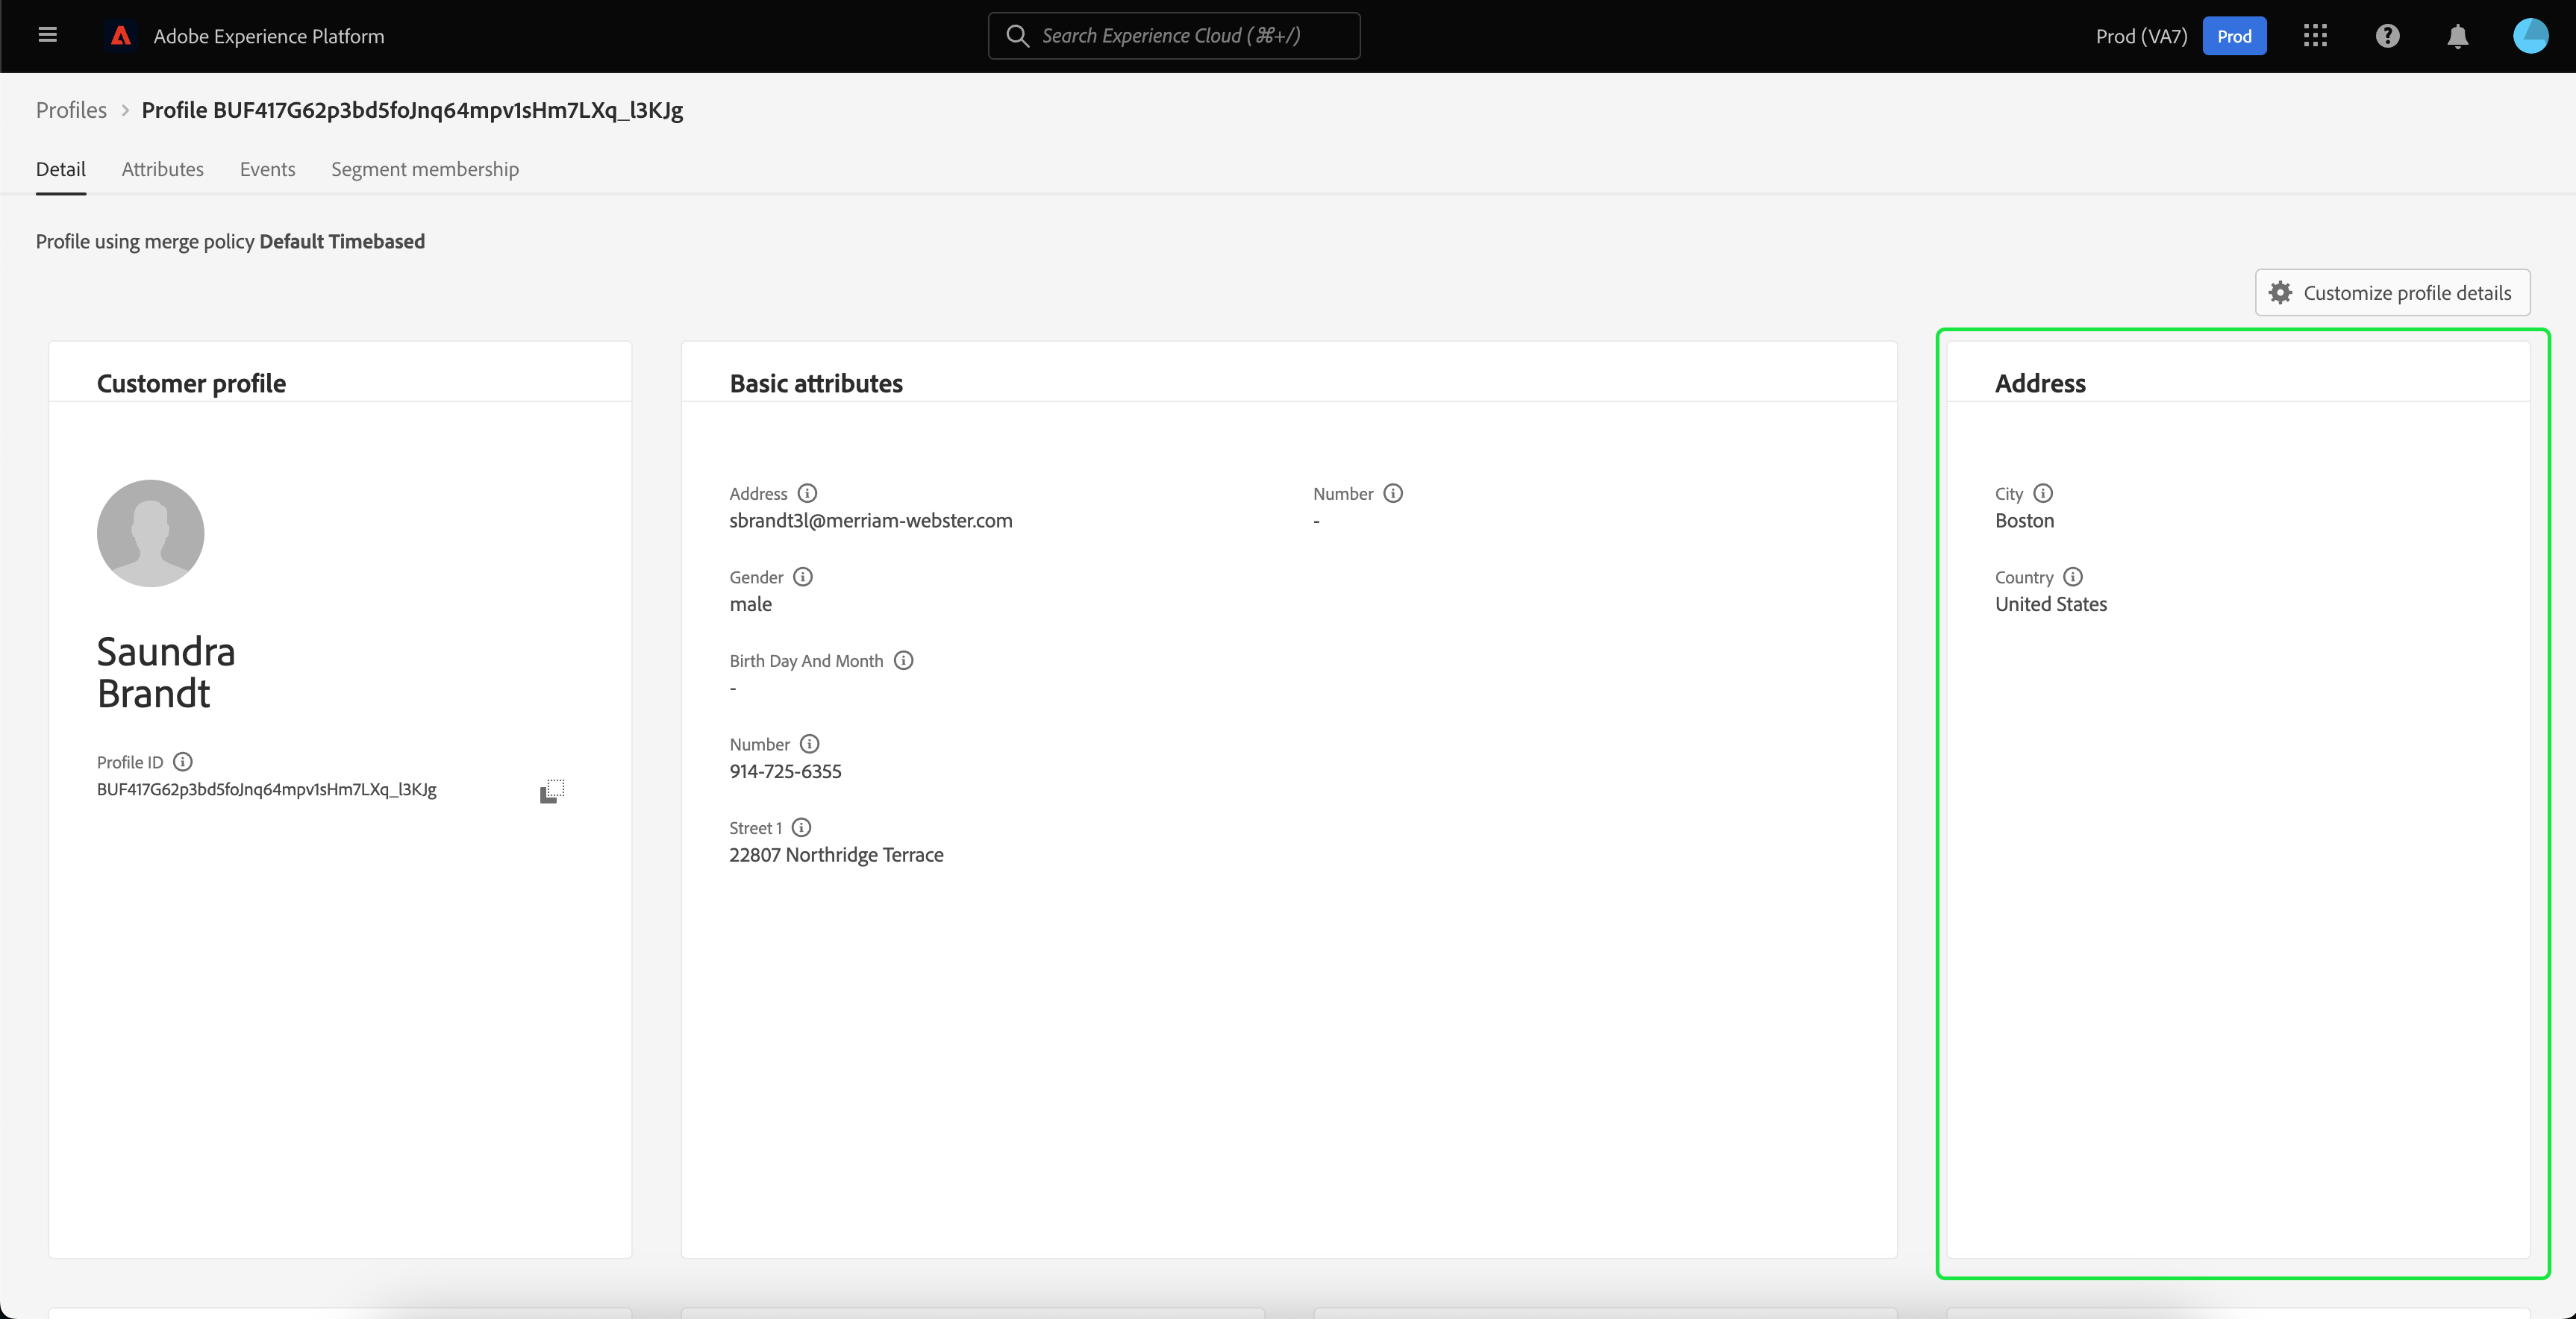 Adobe Experience Platform
Search Experience Cloud (⌘+/)
Prod (VA7)
Prod
Profiles > Profile BUF417G62p3bd5foJnq64mpv1sHm7LXq_l3KJg
Detail
Attributes
Events
Segment membership
Profile using merge policy Default Timebased
Customize profile details
Customer profile
Saundra
Brandt
Profile ID
BUF417G62p3bd5foJnq64mpv1sHm7LXq_l3KJg
Basic attributes
Address
sbrandt3l@merriam-webster.com
Number
-
Gender
male
Birth Day And Month
-
Number
914-725-6355
Street 1
22807 Northridge Terrace
Address
City
Boston
Country
United States